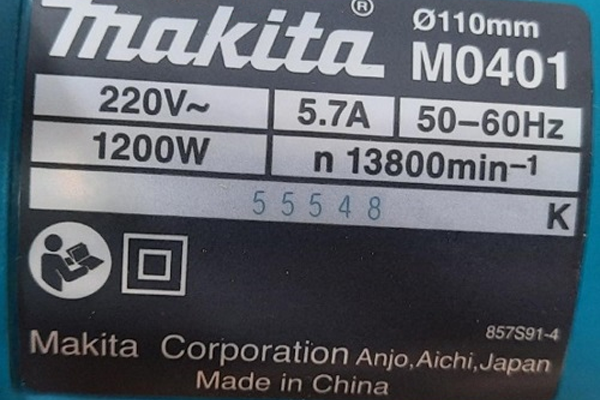 makita® Ø110mm
M0401
220V~ 5.7A 50-60Hz
1200W n 13800min⁻¹
55548 K
857S91-4
Makita Corporation Anjo,Aichi,Japan
Made in China